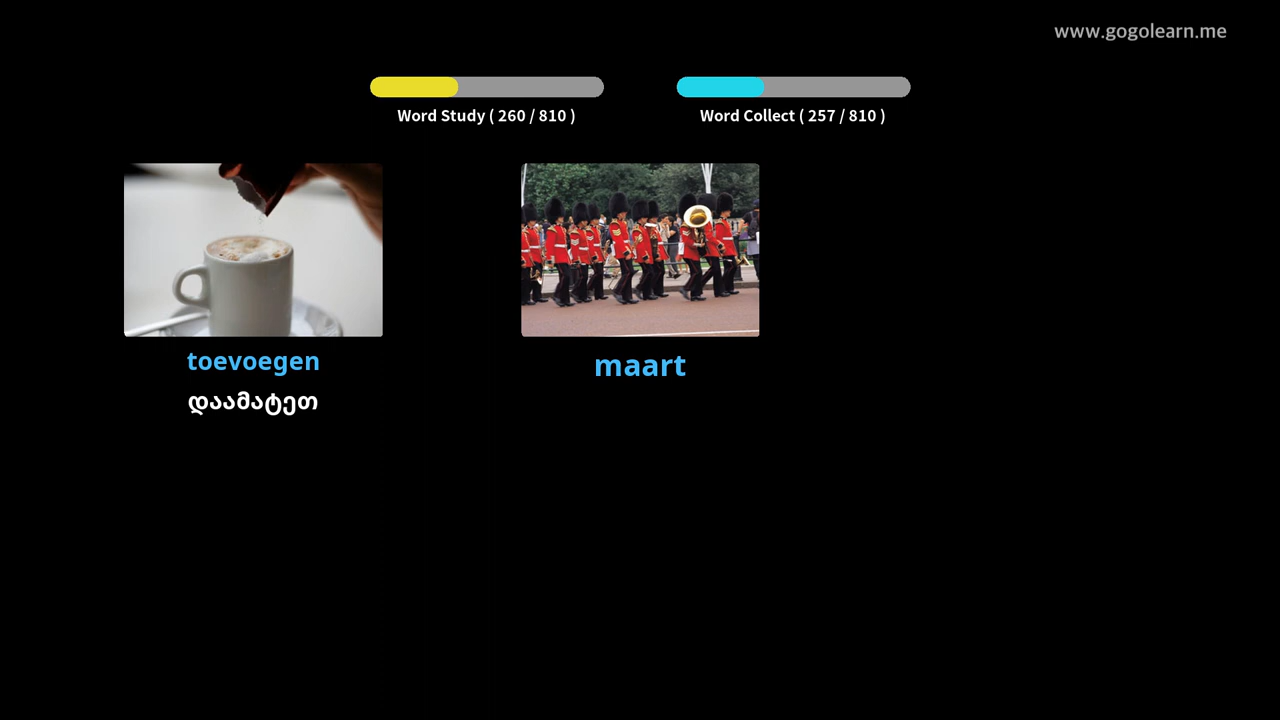 www.gogolearn.me
Word Study ( 260 / 810 )
Word Collect ( 257 / 810 )
toevoegen
დაამატეთ
maart